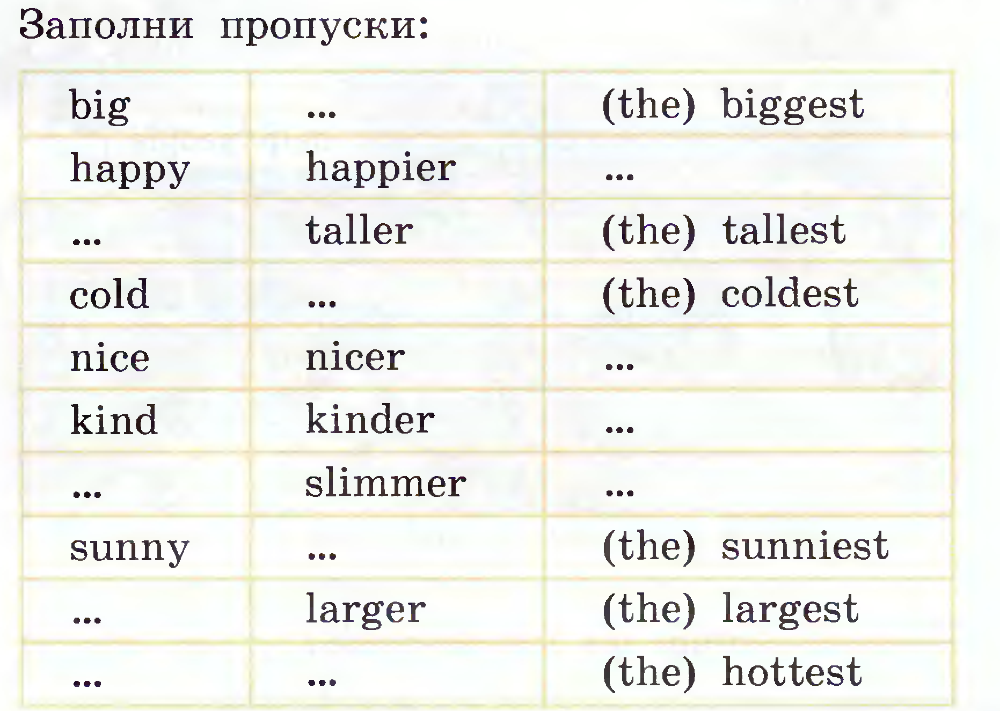 Заполни пропуски:
big ... (the) biggest
happy happier ...
... taller (the) tallest
cold ... (the) coldest
nice nicer ...
kind kinder ...
... slimmer ...
sunny ... (the) sunniest
... larger (the) largest
... ... (the) hottest